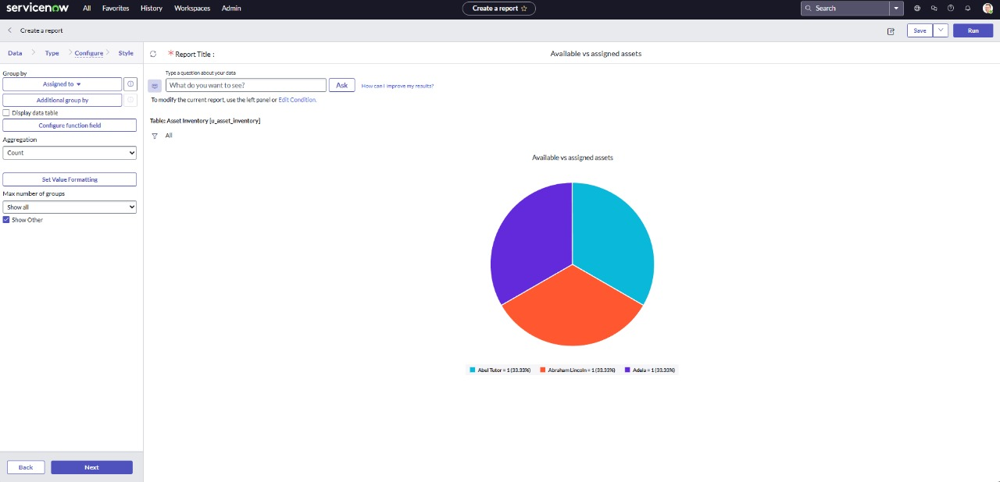 servicenow All Favorites History Workspaces Admin Create a report Search
Create a report Save Run
Data Type Configure Style
* Report Title : Available vs assigned assets
Group by
Assigned to
Additional group by
Display data table
Configure function field
Aggregation
Count
Set Value Formatting
Max number of groups
Show all
Show Other
Back Next
Type a question about your data
What do you want to see? Ask How can I improve my results?
To modify the current report, use the left panel or Edit Condition.
Table: Asset Inventory [u_asset_inventory]
All
Available vs assigned assets
Abel Tutor = 1 (33.33%) Abraham Lincoln = 1 (33.33%) Adela = 1 (33.33%)